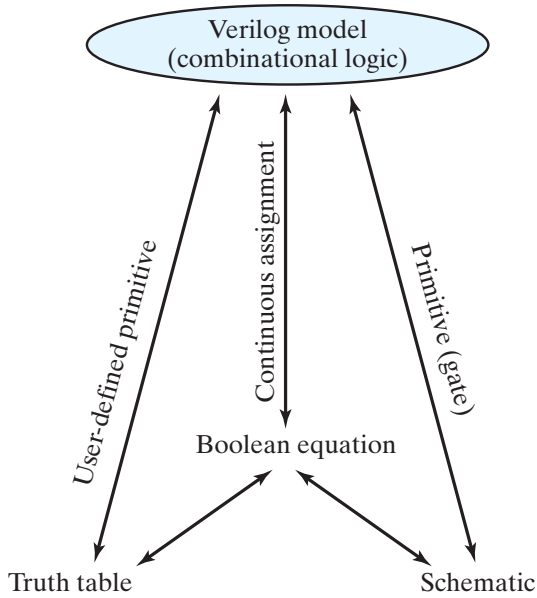 Verilog model
(combinational logic)
User-defined primitive
Continuous assignment
Primitive (gate)
Boolean equation
Truth table
Schematic